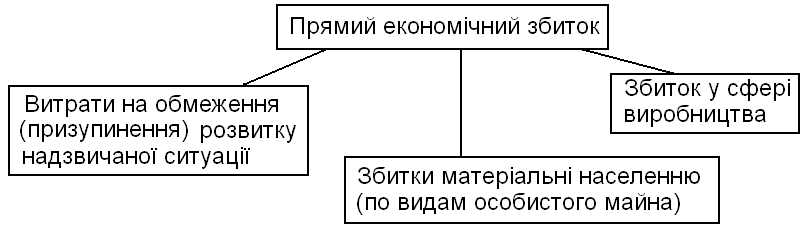 Прямий економічний збиток
Витрати на обмеження
(призупинення) розвитку
надзвичаної ситуації
Збиток у сфері
виробництва
Збитки матеріальні населенню
(по видам особистого майна)